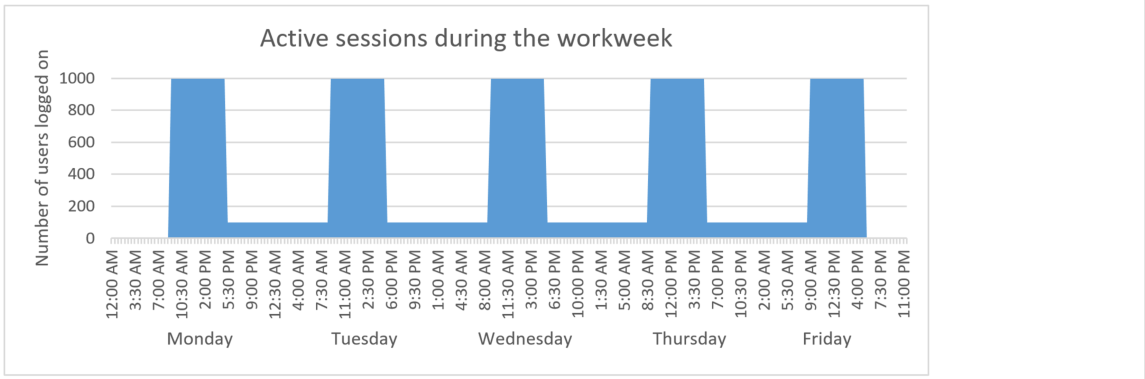 Active sessions during the workweek
Number of users logged on
1000
800
600
400
200
0
12:00 AM
3:30 AM
7:00 AM
10:30 AM
2:00 PM
5:30 PM
9:00 PM
12:30 AM
4:00 AM
7:30 AM
11:00 AM
2:30 PM
6:00 PM
9:30 PM
1:00 AM
4:30 AM
8:00 AM
11:30 AM
3:00 PM
6:30 PM
10:00 PM
1:30 AM
5:00 AM
8:30 AM
12:00 PM
3:30 PM
7:00 PM
10:30 PM
2:00 AM
5:30 AM
9:00 AM
12:30 PM
4:00 PM
7:30 PM
11:00 PM
Monday
Tuesday
Wednesday
Thursday
Friday